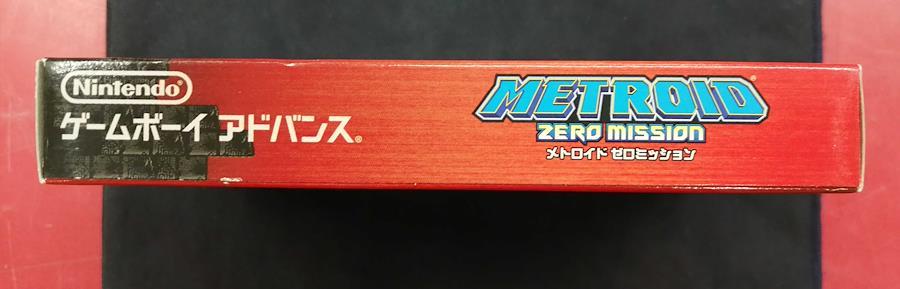 Nintendo®
ゲームボーイ アドバンス®
METROID®
ZERO MISSION
メトロイド ゼロミッション